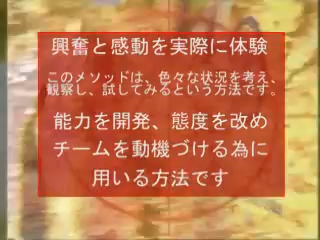 興奮と感動を実際に体験
このメソッドは、色々な状況を考え、
観察し、試してみるという方法です。
能力を開発、態度を改め
チームを動機づける為に
用いる方法です